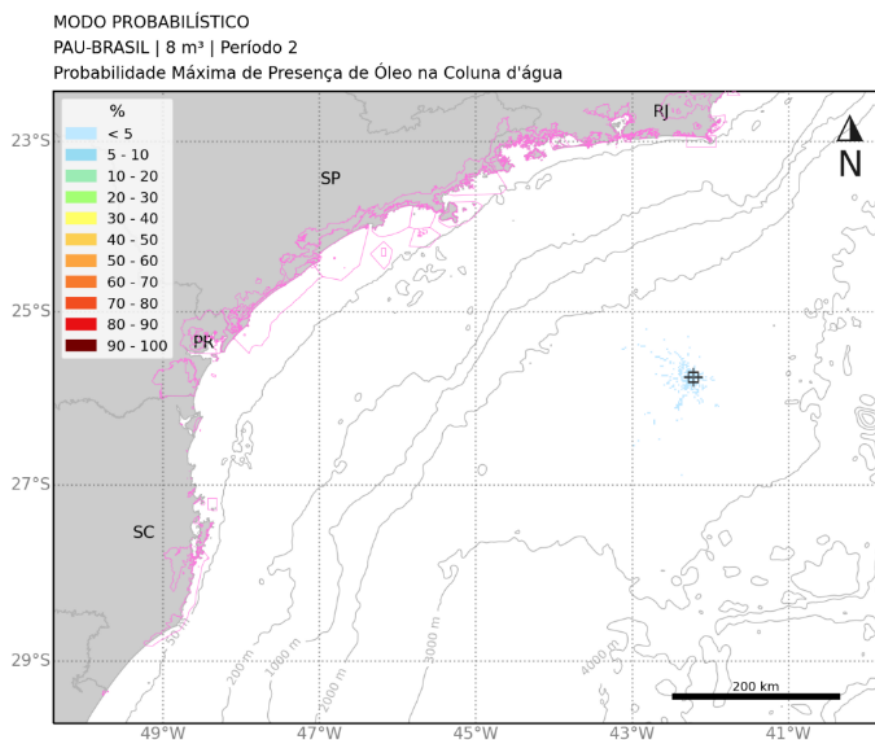 MODO PROBABILÍSTICO
PAU-BRASIL | 8 m³ | Período 2
Probabilidade Máxima de Presença de Óleo na Coluna d'água
%
< 5
5 - 10
10 - 20
20 - 30
30 - 40
40 - 50
50 - 60
60 - 70
70 - 80
80 - 90
90 - 100
RJ
N
SP
PR
SC
23°S
25°S
27°S
29°S
50 m
200 m
1000 m
2000 m
3000 m
4000 m
200 km
49°W
47°W
45°W
43°W
41°W